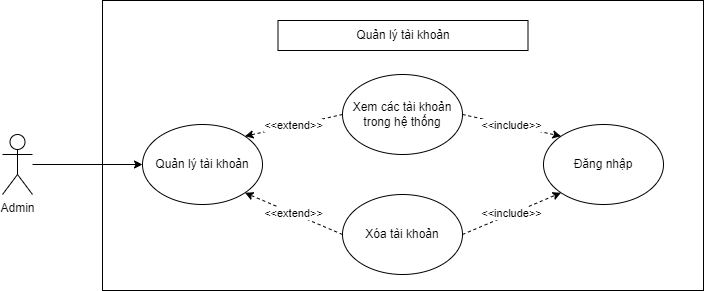 Quản lý tài khoản
Xem các tài khoản
trong hệ thống
<<extend>>
<<include>>
Quản lý tài khoản
Đăng nhập
Admin
<<extend>>
<<include>>
Xóa tài khoản